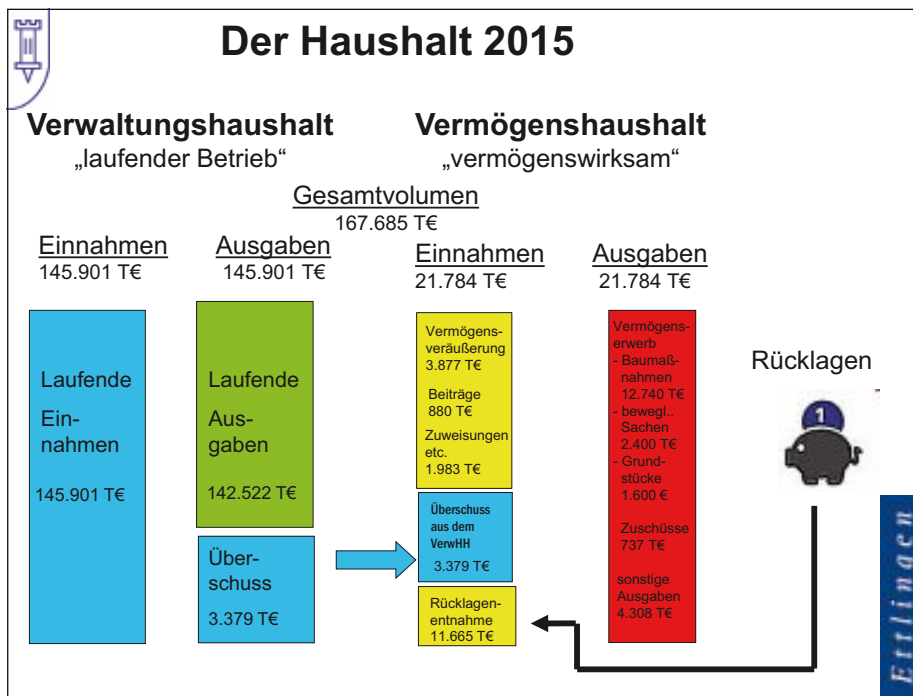 Der Haushalt 2015
Verwaltungshaushalt
„laufender Betrieb“
Vermögenshaushalt
„vermögenswirksam“
Gesamtvolumen
167.685 T€
Einnahmen
145.901 T€
Ausgaben
145.901 T€
Einnahmen
21.784 T€
Ausgaben
21.784 T€
Laufende
Ein-
nahmen
145.901 T€
Laufende
Aus-
gaben
142.522 T€
Über-
schuss
3.379 T€
Vermögens-
veräußerung
3.877 T€
Beiträge
880 T€
Zuweisungen
etc.
1.983 T€
Überschuss
aus dem
VerwHH
3.379 T€
Rücklagen-
entnahme
11.665 T€
Vermögens-
erwerb
- Baumaß-
nahmen
12.740 T€
- bewegl..
Sachen
2.400 T€
- Grund-
stücke
1.600 €
Zuschüsse
737 T€
sonstige
Ausgaben
4.308 T€
Rücklagen
1
Ettlingen